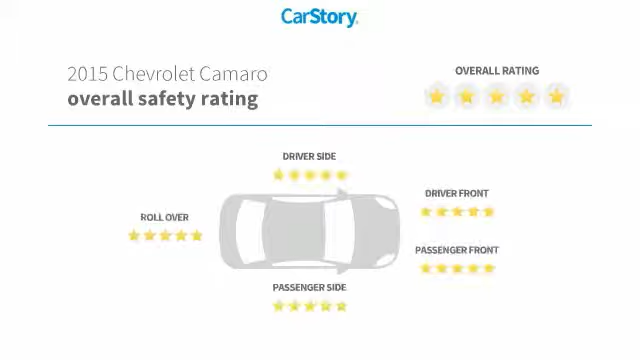 CarStory
2015 Chevrolet Camaro
overall safety rating
OVERALL RATING
DRIVER SIDE
DRIVER FRONT
ROLL OVER
PASSENGER FRONT
PASSENGER SIDE